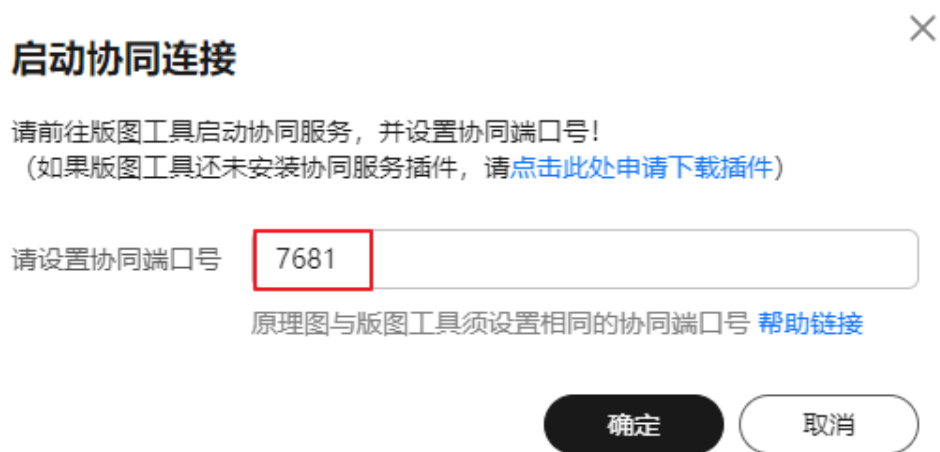 启动协同连接
请前往版图工具启动协同服务，并设置协同端口号！
（如果版图工具还未安装协同服务插件，请点击此处申请下载插件）
请设置协同端口号 7681
原理图与版图工具须设置相同的协同端口号 帮助链接
确定 取消